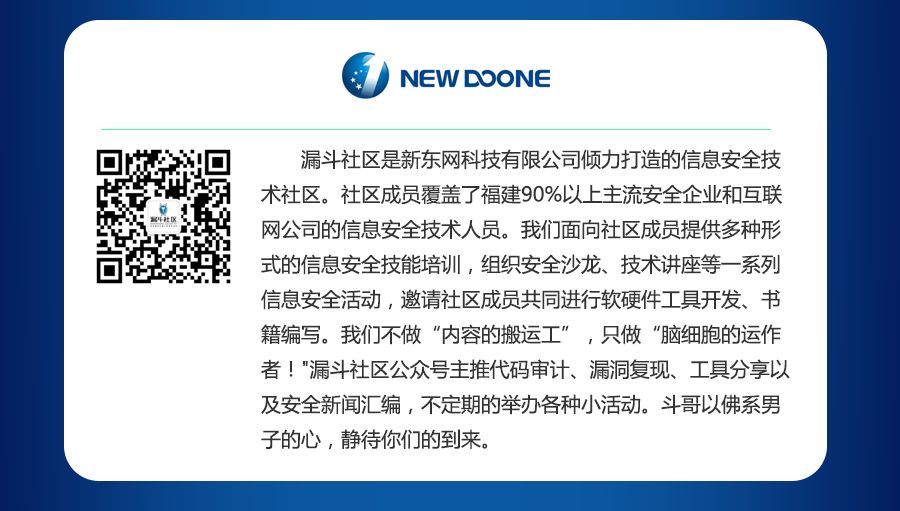 NEW DOONE
漏斗社区是新东网科技有限公司倾力打造的信息安全技
术社区。社区成员覆盖了福建90%以上主流安全企业和互联
网公司的信息安全技术人员。我们面向社区成员提供多种形
式的信息安全技能培训，组织安全沙龙、技术讲座等一系列
信息安全活动，邀请社区成员共同进行软硬件工具开发、书
籍编写。我们不做“内容的搬运工”，只做“脑细胞的运作
者！"漏斗社区公众号主推代码审计、漏洞复现、工具分享以
及安全新闻汇编，不定期的举办各种小活动。斗哥以佛系男
子的心，静待你们的到来。
漏斗社区